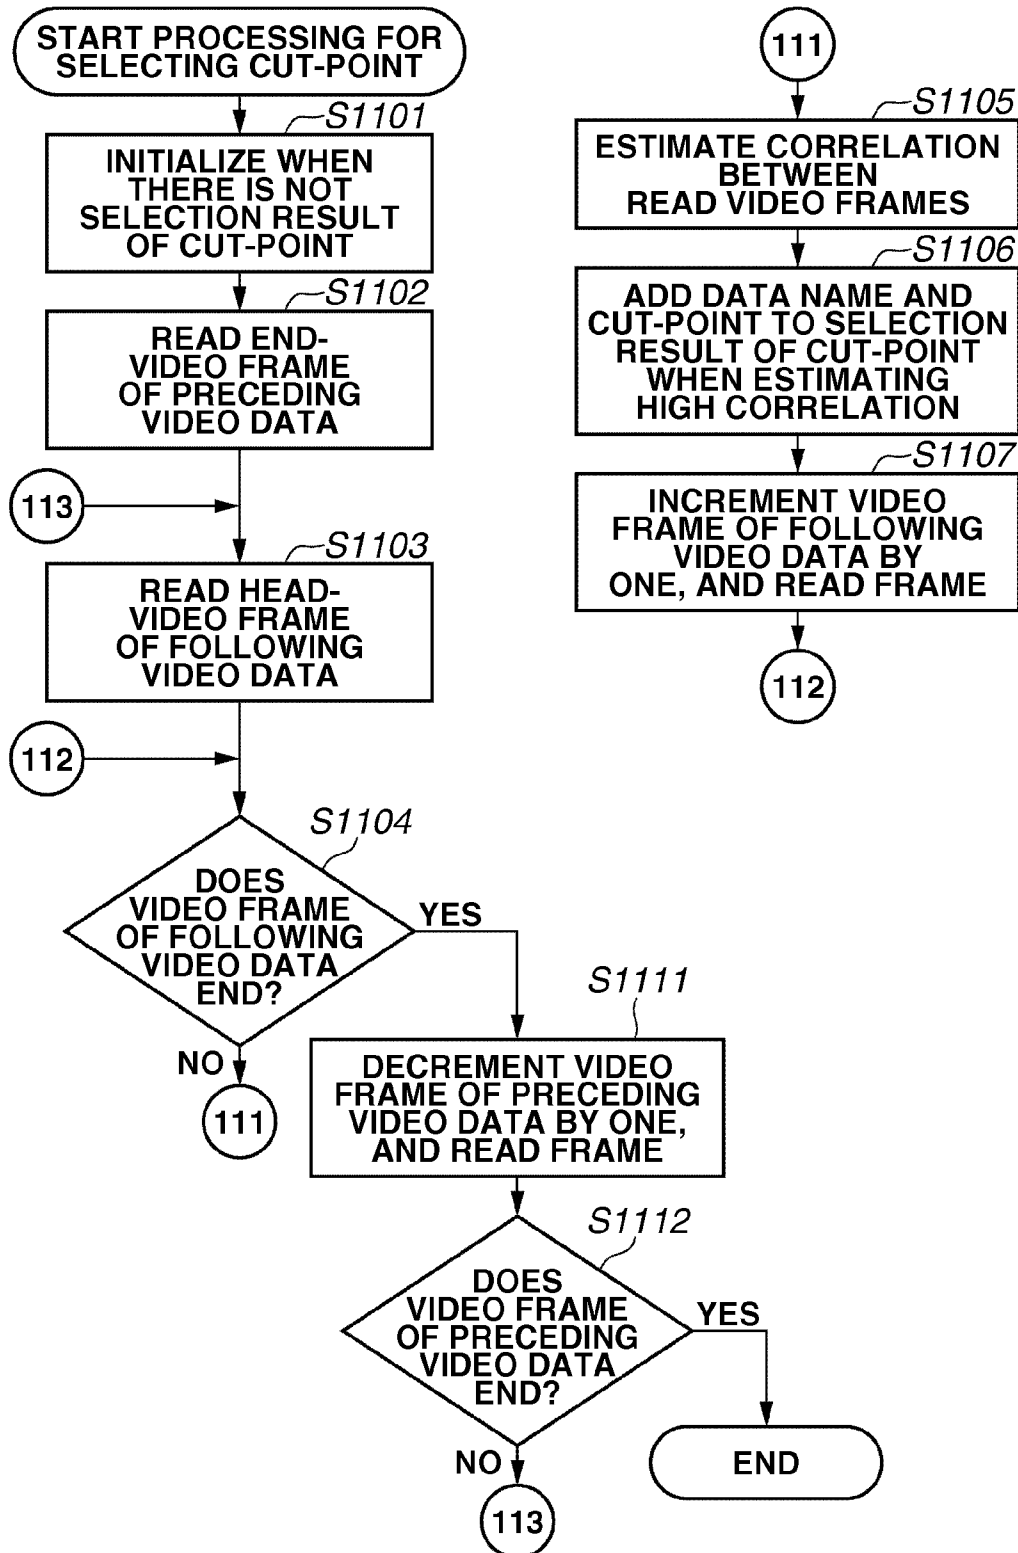 START PROCESSING FOR
SELECTING CUT-POINT
S1101
INITIALIZE WHEN
THERE IS NOT
SELECTION RESULT
OF CUT-POINT
S1102
READ END-
VIDEO FRAME
OF PRECEDING
VIDEO DATA
113
S1103
READ HEAD-
VIDEO FRAME
OF FOLLOWING
VIDEO DATA
112
S1104
DOES
VIDEO FRAME
OF FOLLOWING
VIDEO DATA
END?
YES
NO
111
S1111
DECREMENT VIDEO
FRAME OF PRECEDING
VIDEO DATA BY ONE,
AND READ FRAME
S1112
DOES
VIDEO FRAME
OF PRECEDING
VIDEO DATA
END?
YES
END
NO
113
111
S1105
ESTIMATE CORRELATION
BETWEEN
READ VIDEO FRAMES
S1106
ADD DATA NAME AND
CUT-POINT TO SELECTION
RESULT OF CUT-POINT
WHEN ESTIMATING
HIGH CORRELATION
S1107
INCREMENT VIDEO
FRAME OF FOLLOWING
VIDEO DATA BY
ONE, AND READ FRAME
112